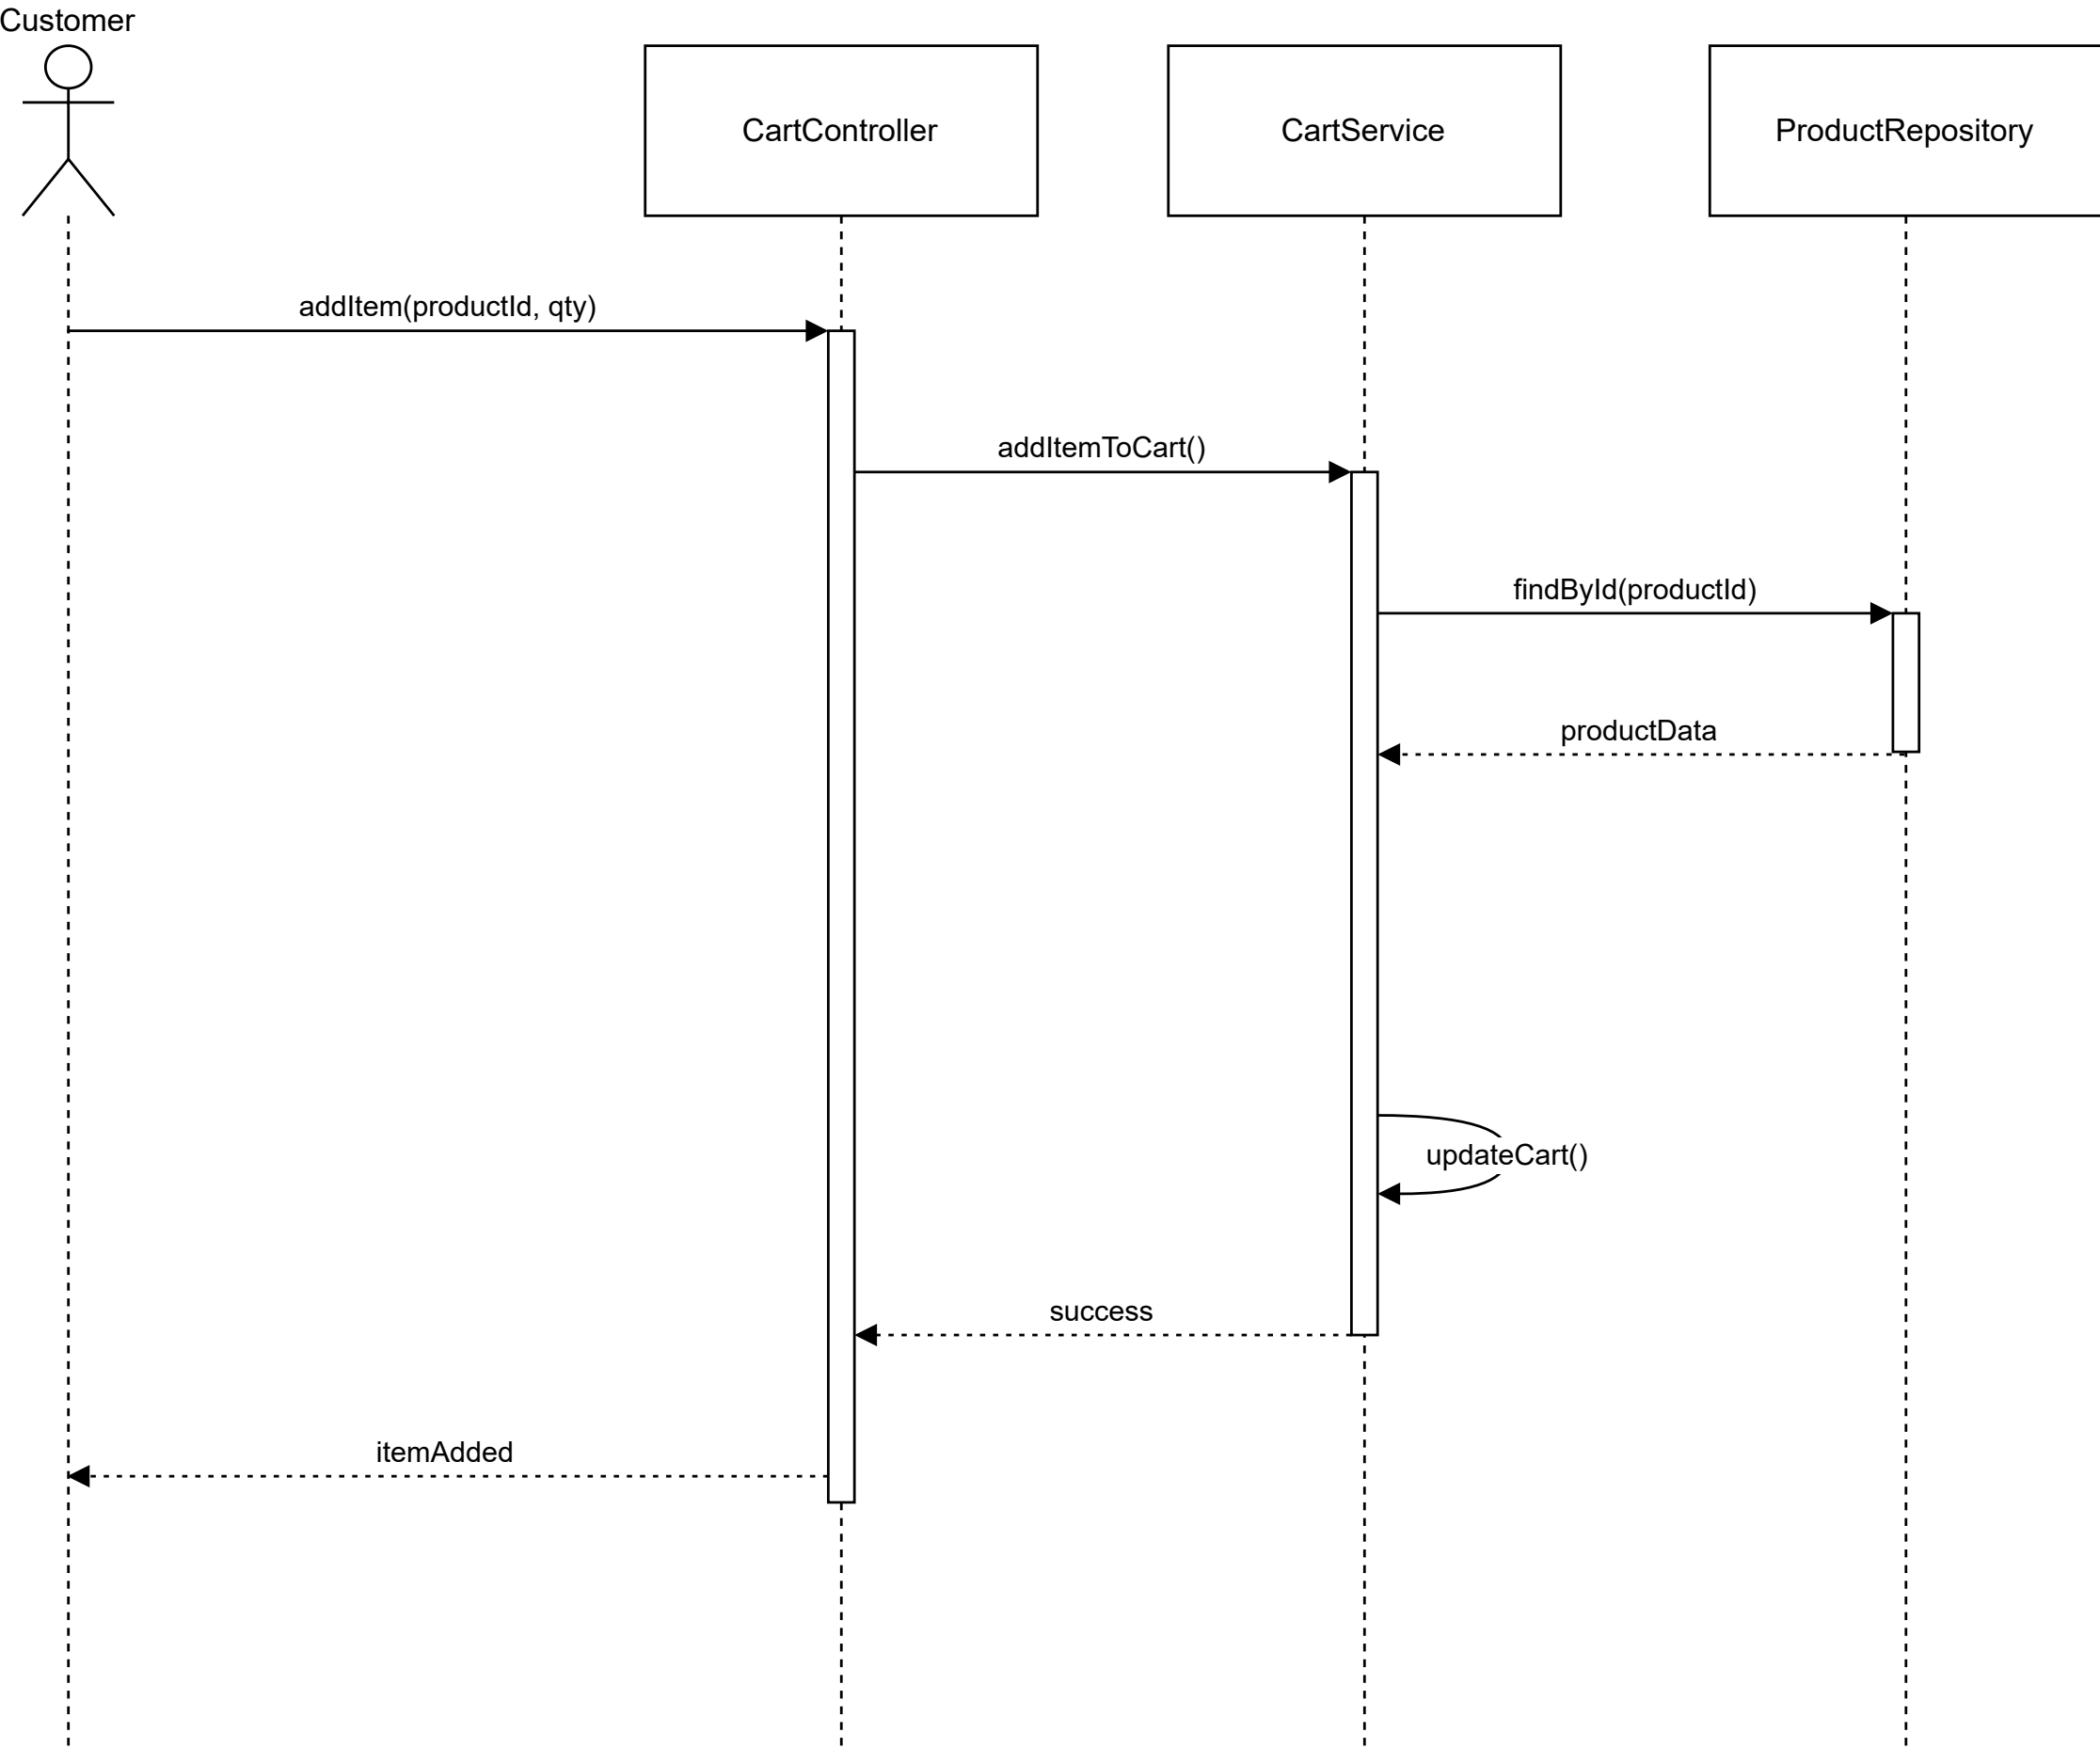 Customer
CartController
CartService
ProductRepository
addItem(productId, qty)
addItemToCart()
findById(productId)
productData
updateCart()
success
itemAdded